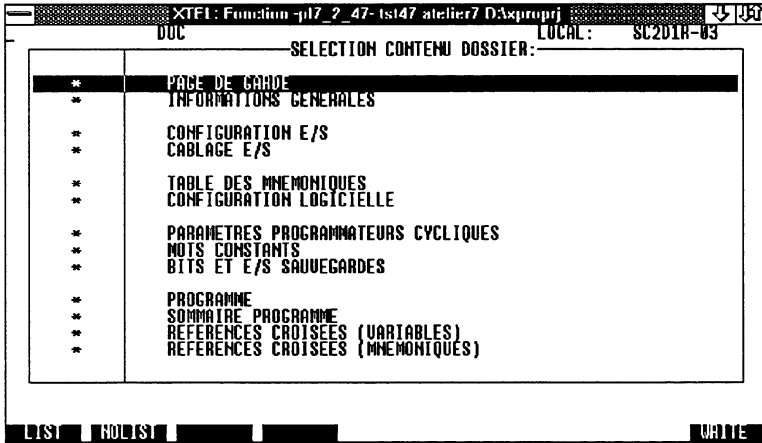 XTEL: Function -pl7_2_47- tst47 atelier7 D:\xproprj
DOC LOCAL: SC2D1R-03
SELECTION CONTENU DOSSIER:
* PAGE DE GARDE
* INFORMATIONS GENERALES
* CONFIGURATION E/S
* CABLAGE E/S
* TABLE DES MNEMONIQUES
* CONFIGURATION LOGICIELLE
* PARAMETRES PROGRAMMATEURS CYCLIQUES
* MOTS CONSTANTS
* BITS ET E/S SAUVEGARDES
* PROGRAMME
* SOMMAIRE PROGRAMME
* REFERENCES CROISEES (VARIABLES)
* REFERENCES CROISEES (MNEMONIQUES)
LIST NOLIST WRITE